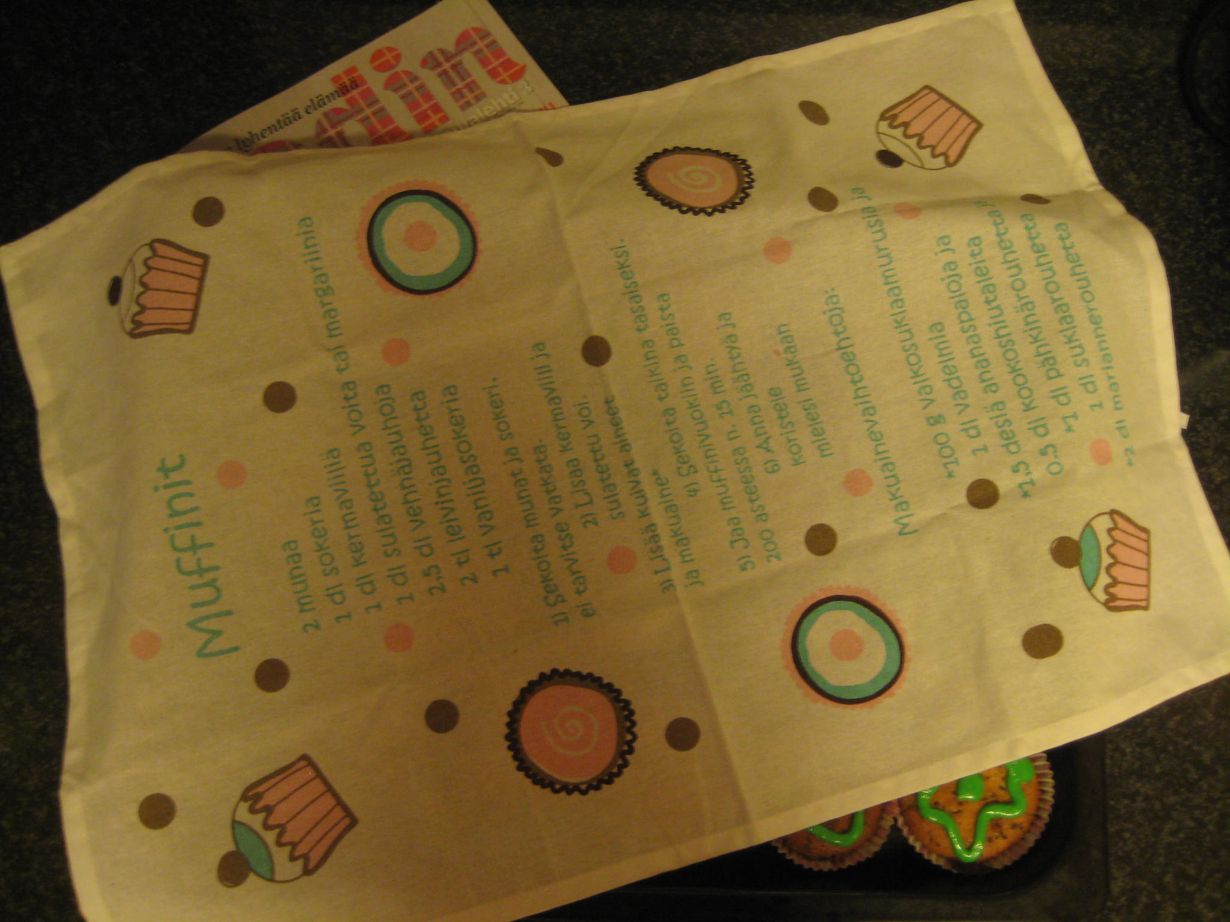 lyhentää elämää
Muffinit
2 munaa
1 dl sokeria
1 dl kermaviiliä
1 dl sulatettua voita tai margariinia
2,5 dl vehnäjauhoja
2 tl leivinjauhetta
1 tl vaniljasokeria
1) Sekoita munat ja sokeri,
ei tarvitse vatkata.
2) Lisää kermaviili ja
sulatettu voi.
3) Lisää kuivat aineet
ja makuaine*
4) Sekoita taikina tasaiseksi.
5) Jaa muffinivuokiin ja paista
200 asteessa n. 15 min.
6) Anna jäähtyä ja
koristele
mielesi mukaan
Makuainevaihtoehtoja:
*100 g valkosuklaamurusia ja
1 dl vadelmia
*1,5 desiä ananaspaloja ja
0,5 dl kookoshiutaleita
*1 dl pähkinärouhetta ja
1 dl suklaarouhetta
*2 dl mariannerouhetta